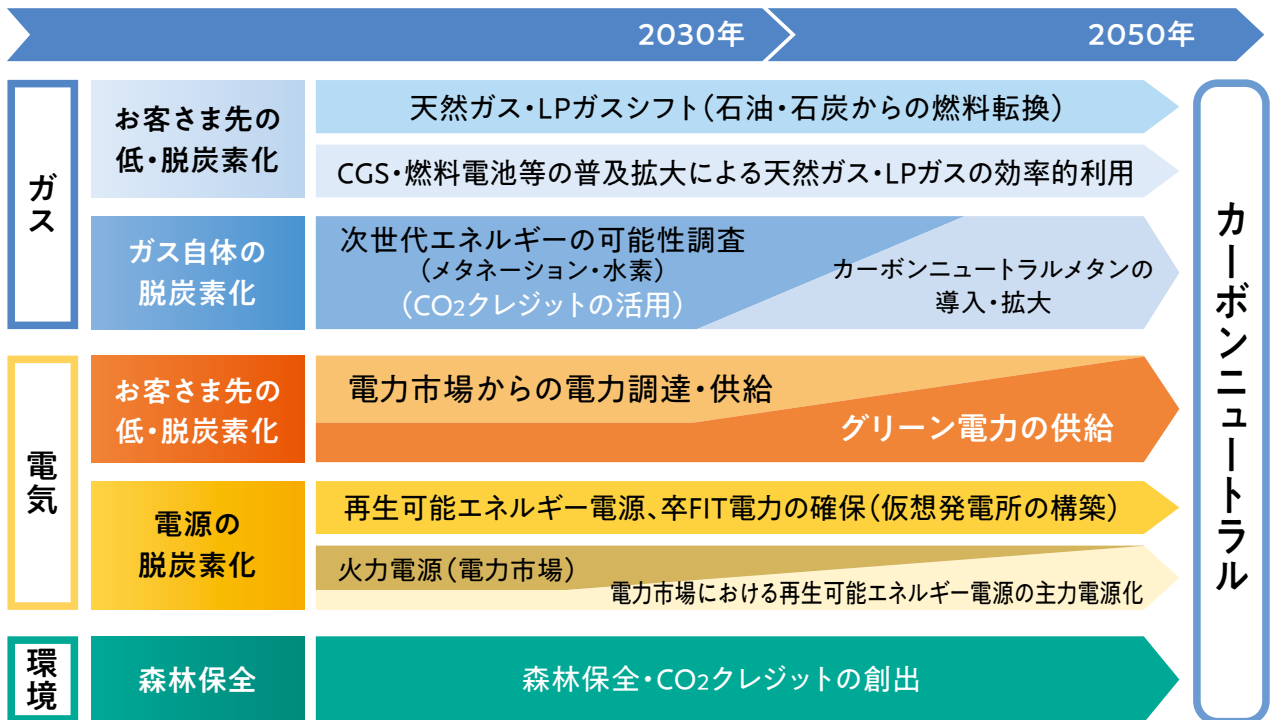 2030年
2050年
ガス
お客さま先の
低・脱炭素化
天然ガス・LPガスシフト（石油・石炭からの燃料転換）
CGS・燃料電池等の普及拡大による天然ガス・LPガスの効率的利用
ガス自体の
脱炭素化
次世代エネルギーの可能性調査
（メタネーション・水素）
（CO2クレジットの活用）
カーボンニュートラルメタンの
導入・拡大
電気
お客さま先の
低・脱炭素化
電力市場からの電力調達・供給
グリーン電力の供給
電源の
脱炭素化
再生可能エネルギー電源、卒FIT電力の確保（仮想発電所の構築）
火力電源（電力市場）
電力市場における再生可能エネルギー電源の主力電源化
環境
森林保全
森林保全・CO2クレジットの創出
カーボンニュートラル